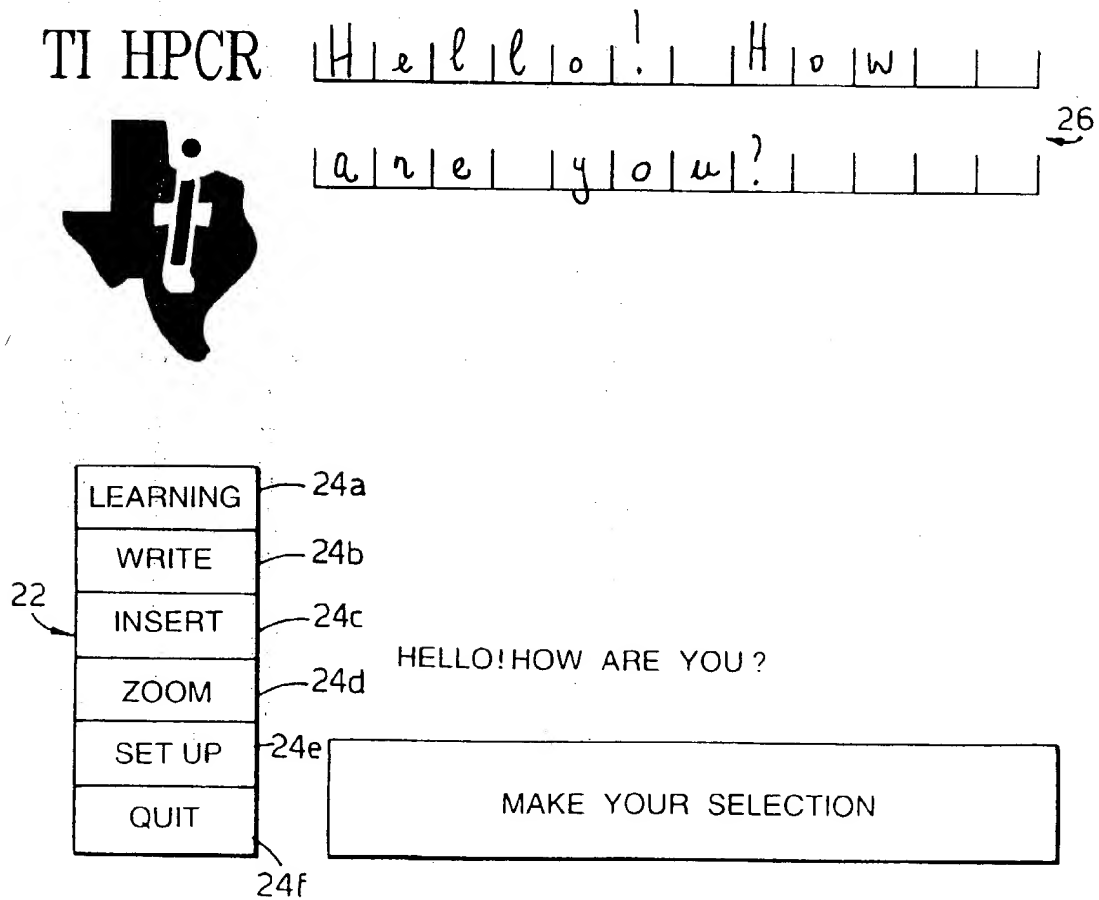 TI HPCR
Hello! How
26
are you?
LEARNING 24a
WRITE 24b
22
INSERT 24c
HELLO!HOW ARE YOU?
ZOOM 24d
SET UP 24e
MAKE YOUR SELECTION
QUIT
24f